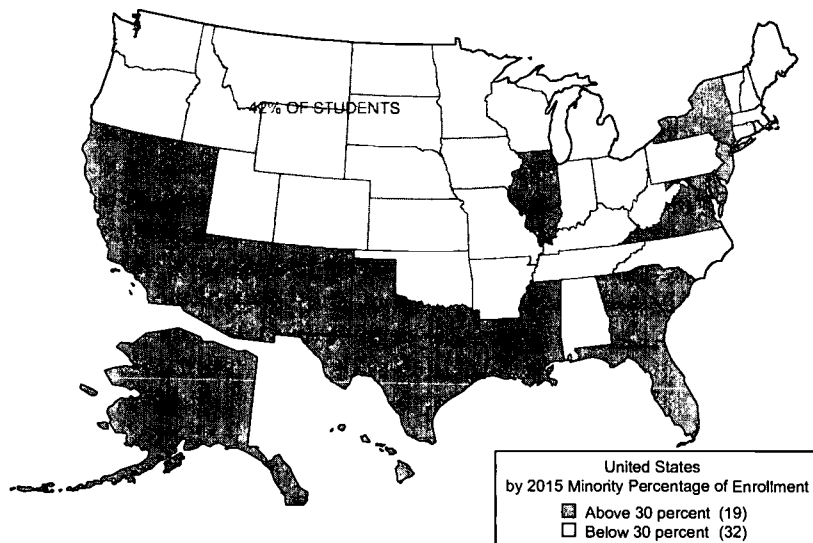 42% OF STUDENTS
United States
by 2015 Minority Percentage of Enrollment
Above 30 percent (19)
Below 30 percent (32)